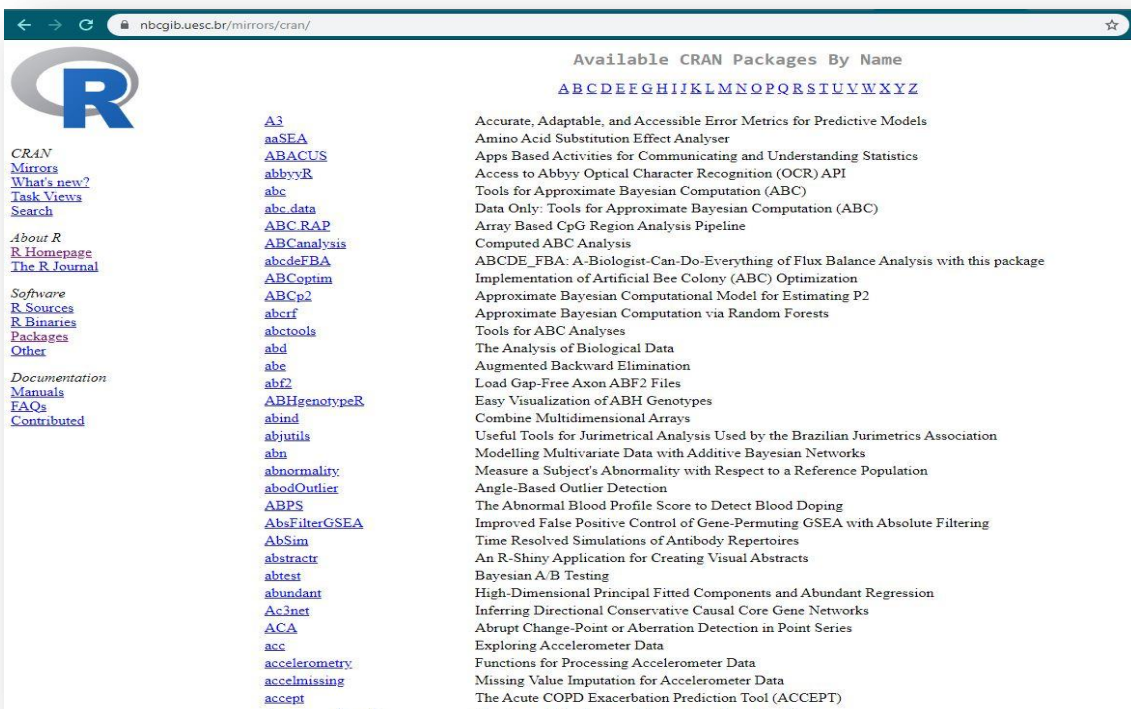 nbcgib.uesc.br/mirrors/cran/
R
CRAN
Mirrors
What's new?
Task Views
Search
About R
R Homepage
The R Journal
Software
R Sources
R Binaries
Packages
Other
Documentation
Manuals
FAQs
Contributed
Available CRAN Packages By Name
A B C D E F G H I J K L M N O P Q R S T U V W X Y Z
A3 Accurate, Adaptable, and Accessible Error Metrics for Predictive Models
aaSEA Amino Acid Substitution Effect Analyser
ABACUS Apps Based Activities for Communicating and Understanding Statistics
abbyyR Access to Abbyy Optical Character Recognition (OCR) API
abc Tools for Approximate Bayesian Computation (ABC)
abc.data Data Only: Tools for Approximate Bayesian Computation (ABC)
ABC.RAP Array Based CpG Region Analysis Pipeline
ABCanalysis Computed ABC Analysis
abcdeFBA ABCDE_FBA: A-Biologist-Can-Do-Everything of Flux Balance Analysis with this package
ABCoptim Implementation of Artificial Bee Colony (ABC) Optimization
ABCp2 Approximate Bayesian Computational Model for Estimating P2
abcrf Approximate Bayesian Computation via Random Forests
abctools Tools for ABC Analyses
abd The Analysis of Biological Data
abe Augmented Backward Elimination
abf2 Load Gap-Free Axon ABF2 Files
ABHgenotypeR Easy Visualization of ABH Genotypes
abind Combine Multidimensional Arrays
abjutils Useful Tools for Jurimetrical Analysis Used by the Brazilian Jurimetrics Association
abn Modelling Multivariate Data with Additive Bayesian Networks
abnormality Measure a Subject's Abnormality with Respect to a Reference Population
abodOutlier Angle-Based Outlier Detection
ABPS The Abnormal Blood Profile Score to Detect Blood Doping
AbsFilterGSEA Improved False Positive Control of Gene-Permuting GSEA with Absolute Filtering
AbSim Time Resolved Simulations of Antibody Repertoires
abstractr An R-Shiny Application for Creating Visual Abstracts
abtest Bayesian A/B Testing
abundant High-Dimensional Principal Fitted Components and Abundant Regression
Ac3net Inferring Directional Conservative Causal Core Gene Networks
ACA Abrupt Change-Point or Aberration Detection in Point Series
acc Exploring Accelerometer Data
accelerometry Functions for Processing Accelerometer Data
accelmissing Missing Value Imputation for Accelerometer Data
accept The Acute COPD Exacerbation Prediction Tool (ACCEPT)